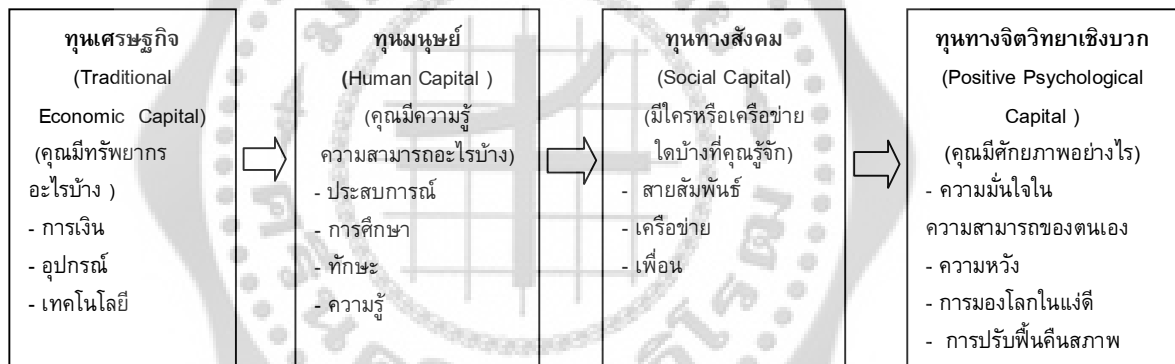 ทุนเศรษฐกิจ
(Traditional
Economic Capital)
(คุณมีทรัพยากร
อะไรบ้าง )
- การเงิน
- อุปกรณ์
- เทคโนโลยี
ทุนมนุษย์
(Human Capital )
(คุณมีความรู้
ความสามารถอะไรบ้าง)
- ประสบการณ์
- การศึกษา
- ทักษะ
- ความรู้
ทุนทางสังคม
(Social Capital)
(มีใครหรือเครือข่าย
ใดบ้างที่คุณรู้จัก)
- สายสัมพันธ์
- เครือข่าย
- เพื่อน
ทุนทางจิตวิทยาเชิงบวก
(Positive Psychological
Capital )
(คุณมีศักยภาพอย่างไร)
- ความมั่นใจใน
ความสามารถของตนเอง
- ความหวัง
- การมองโลกในแง่ดี
- การปรับฟื้นคืนสภาพ